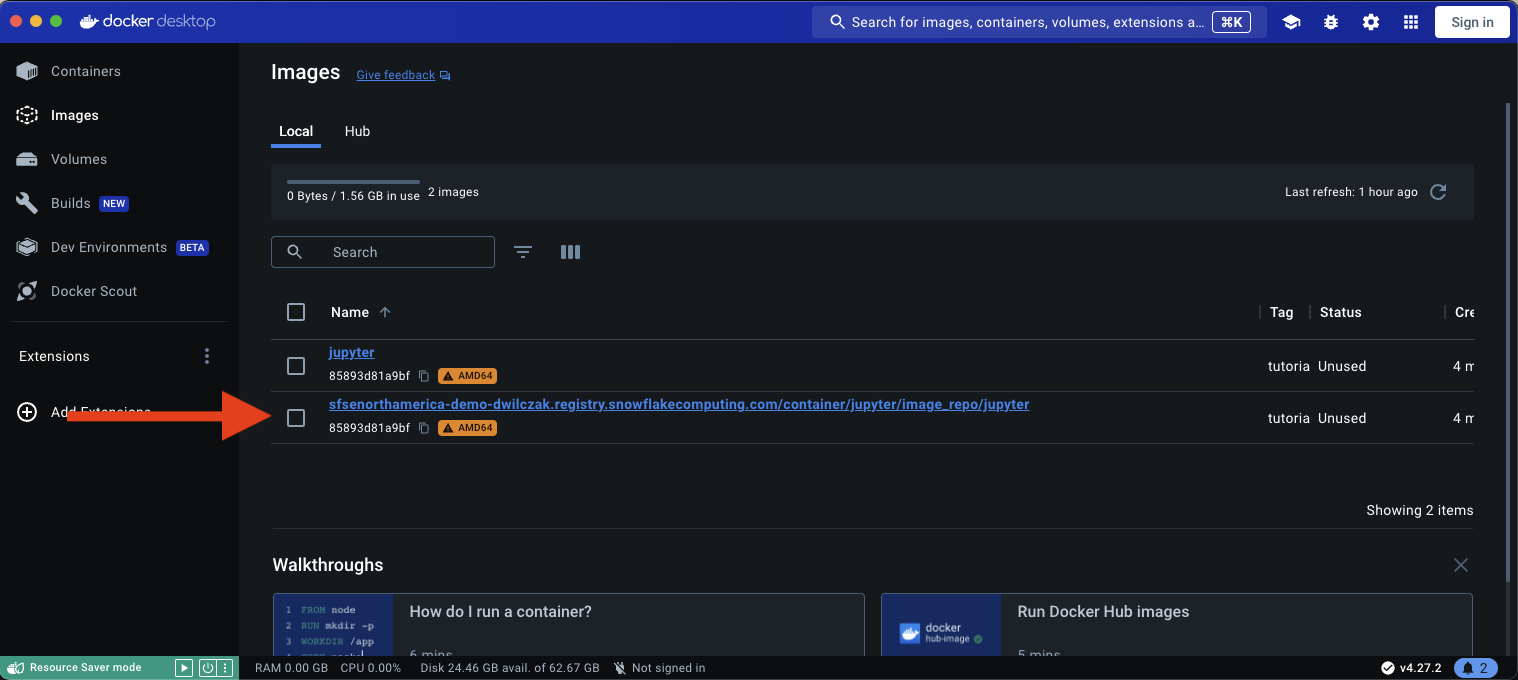 docker desktop
Search for images, containers, volumes, extensions a... ⌘K
Sign in
Containers
Images
Volumes
Builds NEW
Dev Environments BETA
Docker Scout
Extensions
Add Extensions
Images Give feedback
Local Hub
0 Bytes / 1.56 GB in use 2 images
Last refresh: 1 hour ago
Search
Name Tag Status Cre
jupyter
85893d81a9bf AMD64
tutoria Unused 4 m
sfsenorthamerica-demo-dwilczak.registry.snowflakecomputing.com/container/jupyter/image_repo/jupyter
85893d81a9bf AMD64
tutoria Unused 4 m
Showing 2 items
Walkthroughs
1 FROM node
2 RUN mkdir -p
3 WORKDIR /app
How do I run a container?
6 mins
docker
hub-image
Run Docker Hub images
5 mins
Resource Saver mode
RAM 0.00 GB CPU 0.00% Disk 24.46 GB avail. of 62.67 GB Not signed in
v4.27.2 2